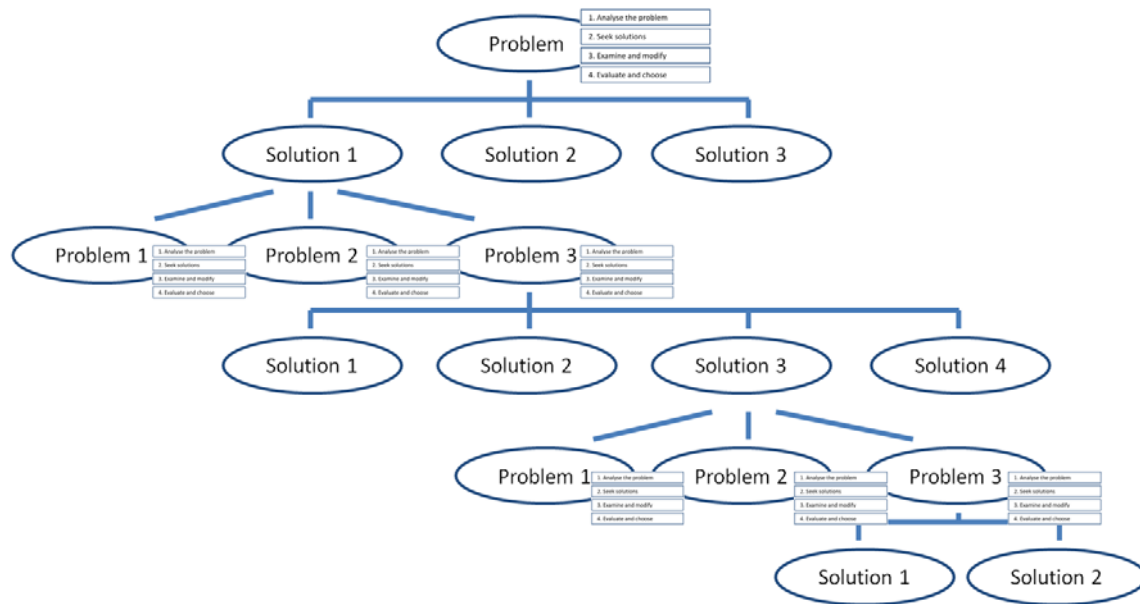 Problem
1. Analyse the problem
2. Seek solutions
3. Examine and modify
4. Evaluate and choose
Solution 1
Solution 2
Solution 3
Problem 1
1. Analyse the problem
2. Seek solutions
3. Examine and modify
4. Evaluate and choose
Problem 2
1. Analyse the problem
2. Seek solutions
3. Examine and modify
4. Evaluate and choose
Problem 3
1. Analyse the problem
2. Seek solutions
3. Examine and modify
4. Evaluate and choose
Solution 1
Solution 2
Solution 3
Solution 4
Problem 1
1. Analyse the problem
2. Seek solutions
3. Examine and modify
4. Evaluate and choose
Problem 2
1. Analyse the problem
2. Seek solutions
3. Examine and modify
4. Evaluate and choose
Problem 3
1. Analyse the problem
2. Seek solutions
3. Examine and modify
4. Evaluate and choose
Solution 1
Solution 2